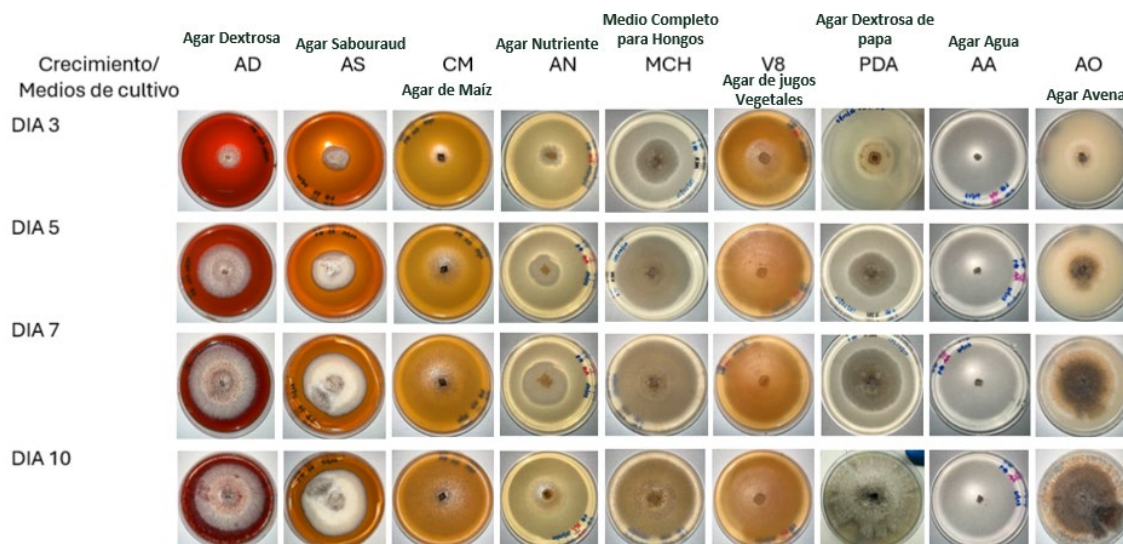 Agar Dextrosa
AD
Agar Sabouraud
AS
CM
Agar de Maíz
Agar Nutriente
AN
Medio Completo
para Hongos
MCH
V8
Agar de jugos
Vegetales
Agar Dextrosa de
papa
PDA
Agar Agua
AA
AO
Agar Avena
Crecimiento/
Medios de cultivo
DIA 3
DIA 5
DIA 7
DIA 10